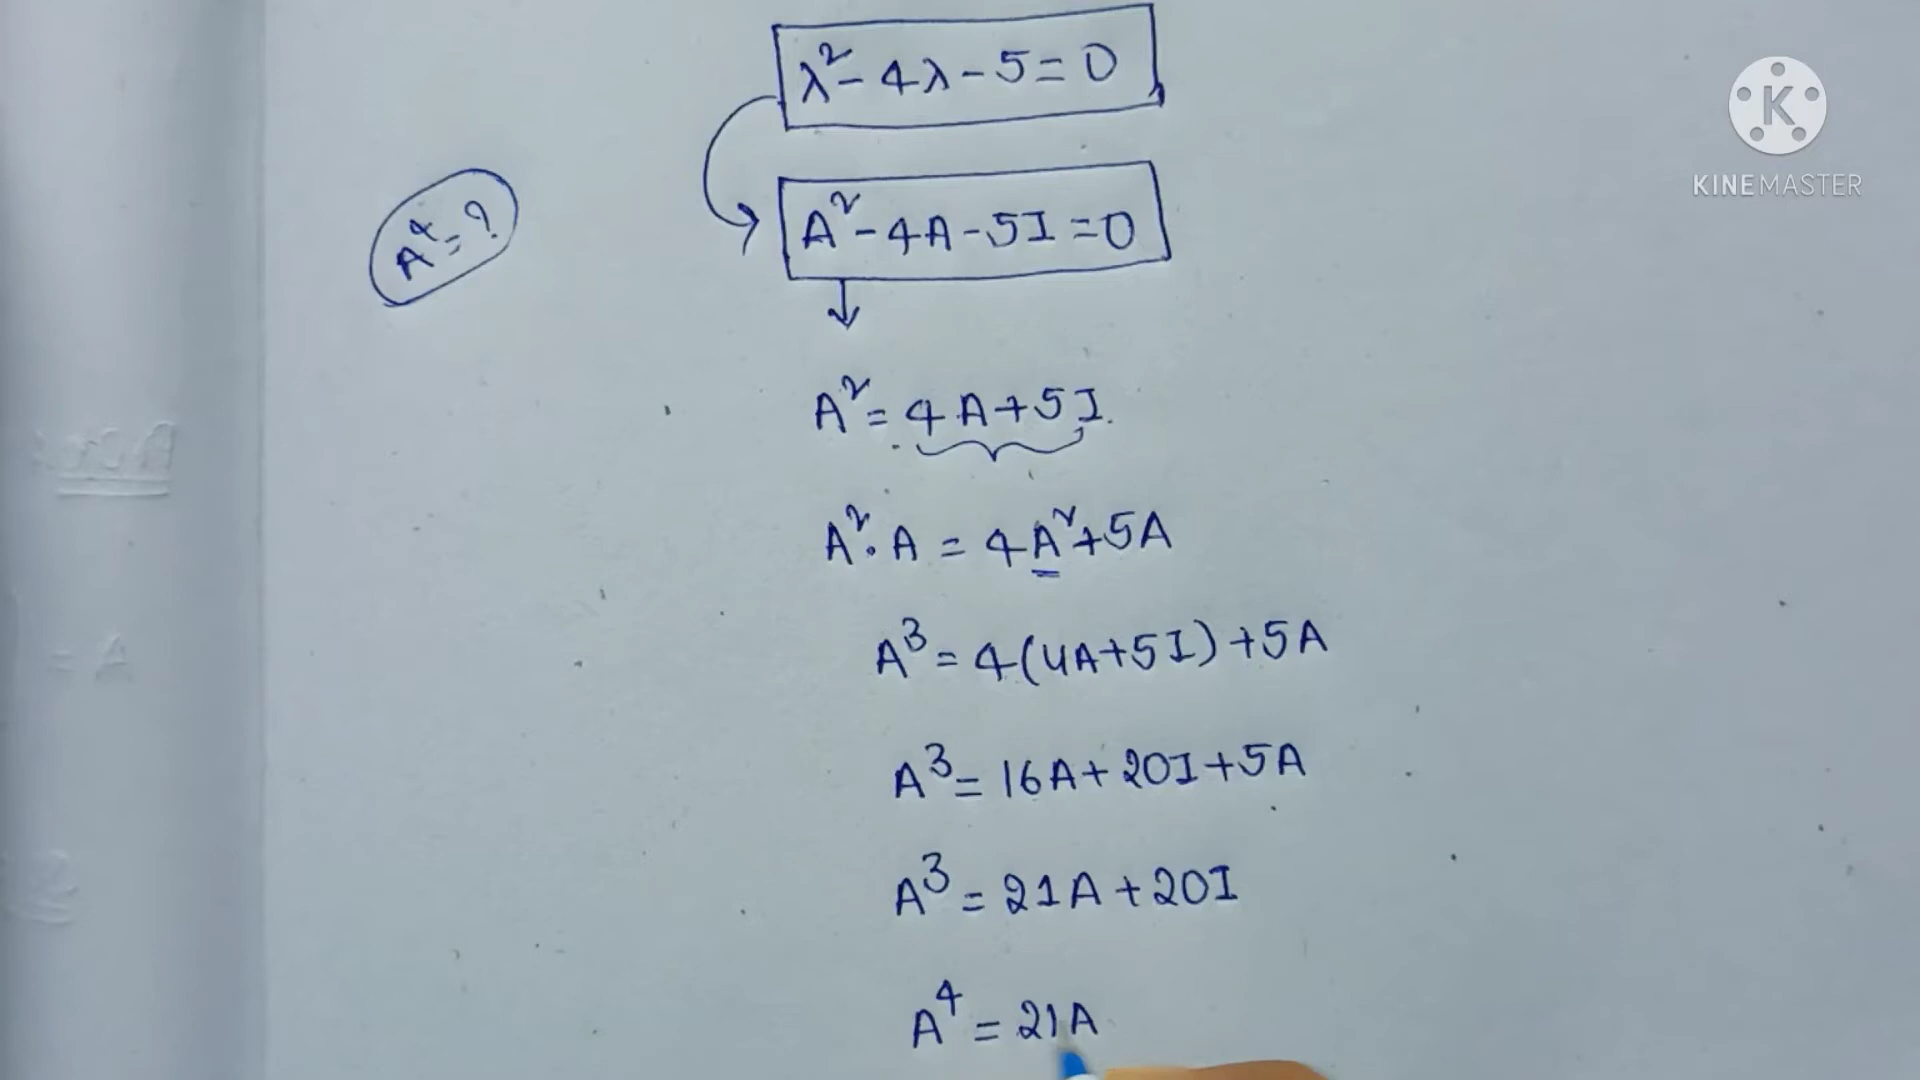 λ² - 4λ - 5 = 0
K
KINEMASTER
A⁴ = ?
A² - 4A - 5I = 0
A² = 4A + 5I.
A² . A = 4A² + 5A
A³ = 4(4A + 5I) + 5A
A³ = 16A + 20I + 5A
A³ = 21A + 20I
A⁴ = 21A